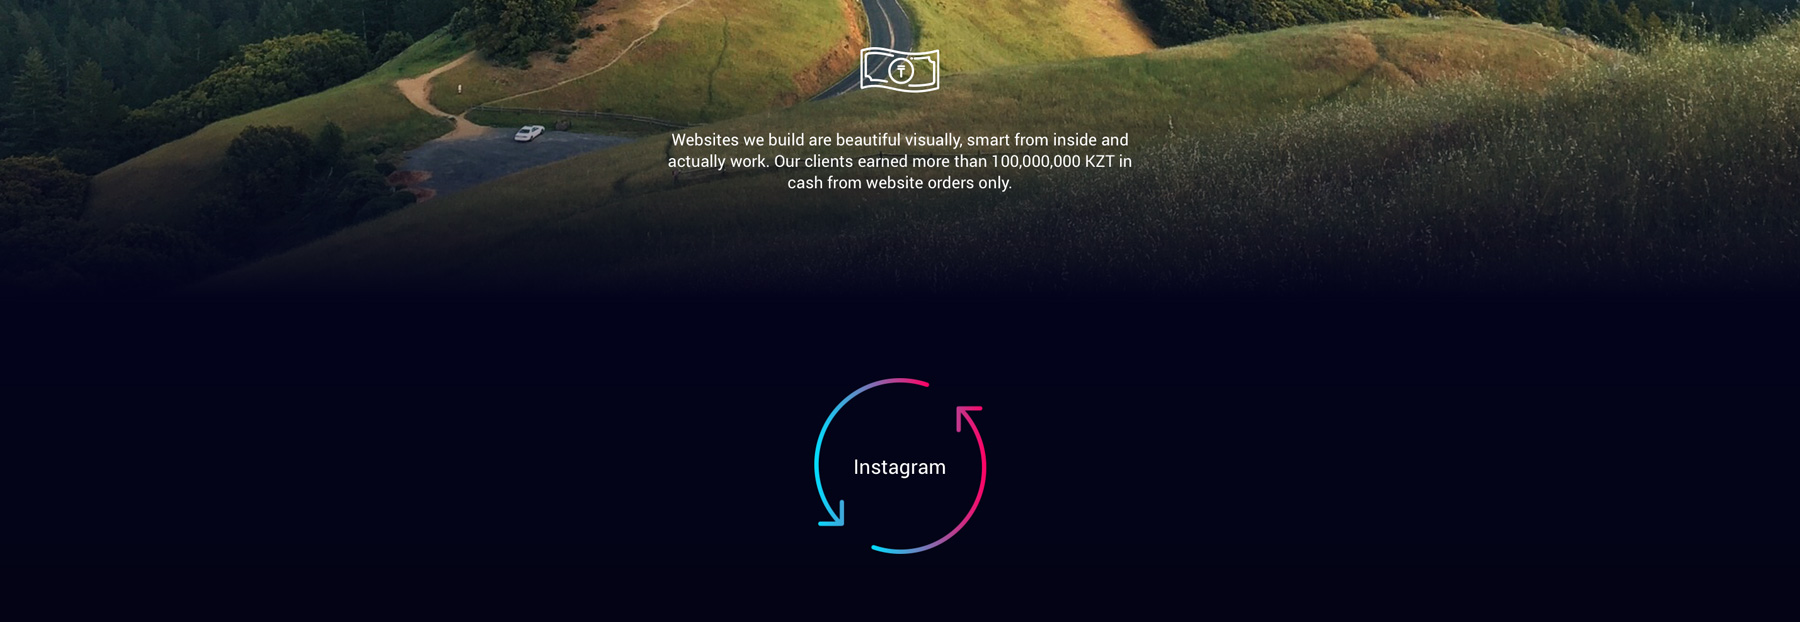 ₸
Websites we build are beautiful visually, smart from inside and
actually work. Our clients earned more than 100,000,000 KZT in
cash from website orders only.
Instagram